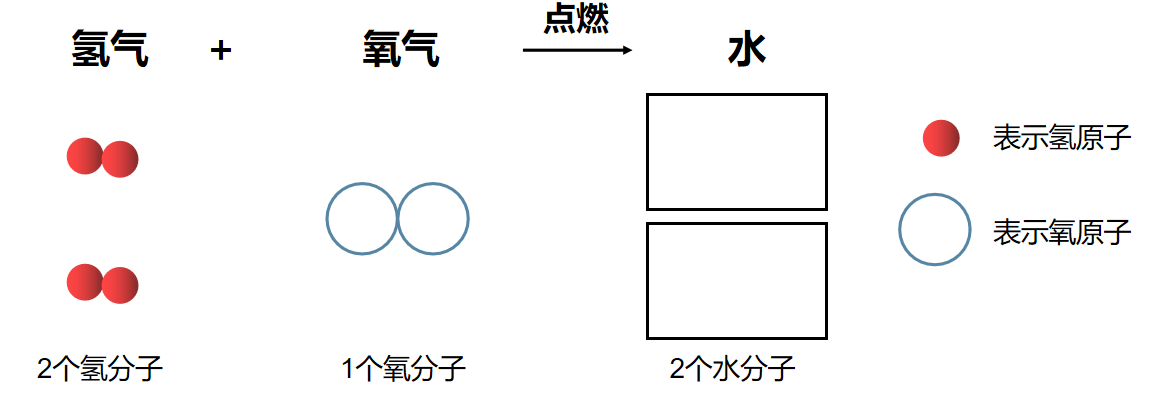 点燃
氢气 + 氧气 水
表示氢原子
表示氧原子
2个氢分子 1个氧分子 2个水分子